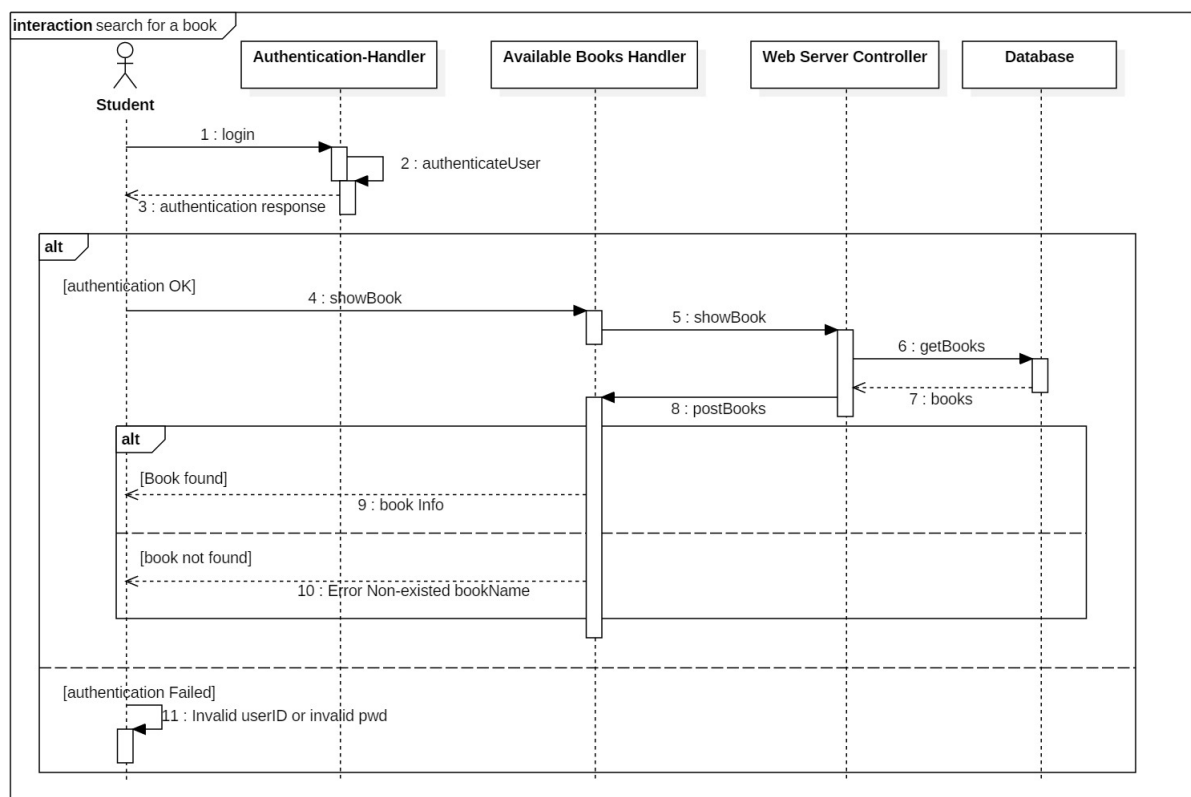 interaction search for a book
Authentication-Handler
Available Books Handler
Web Server Controller
Database
Student
1 : login
2 : authenticateUser
3 : authentication response
alt
[authentication OK]
4 : showBook
5 : showBook
6 : getBooks
7 : books
8 : postBooks
alt
[Book found]
9 : book Info
[book not found]
10 : Error Non-existed bookName
[authentication Failed]
11 : Invalid userID or invalid pwd